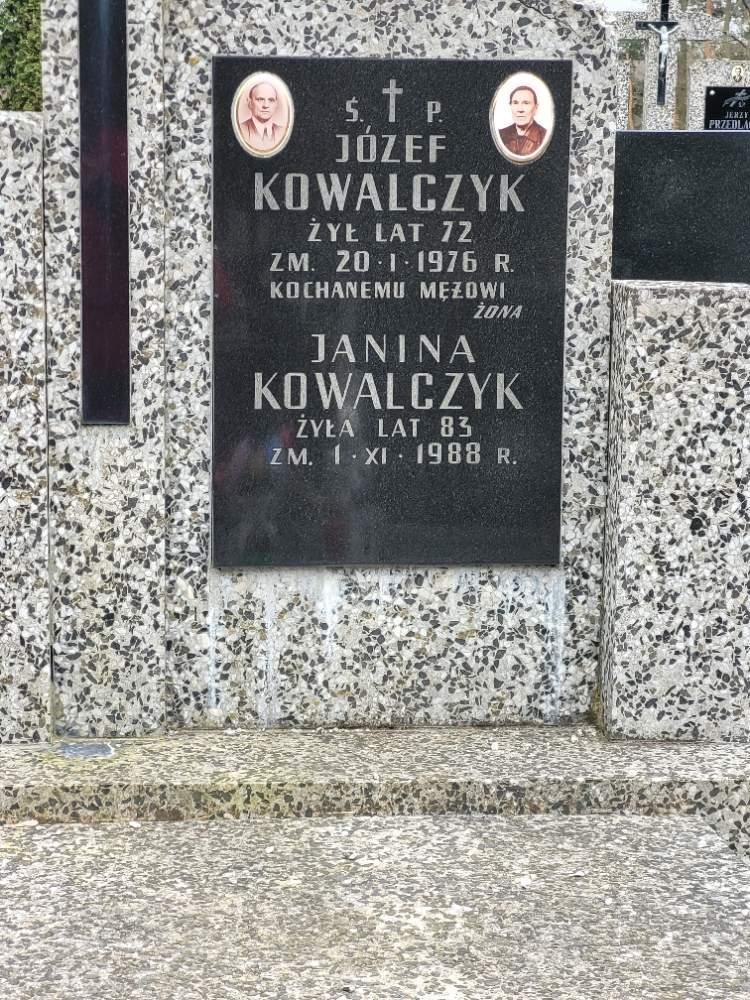 Ś. † P.
JÓZEF
KOWALCZYK
ŻYŁ LAT 72
ZM. 20·I·1976 R.
KOCHANEMU MĘŻOWI
ŻONA
JANINA
KOWALCZYK
ŻYŁA LAT 83
ZM. 1·XI·1988 R.
JERZY